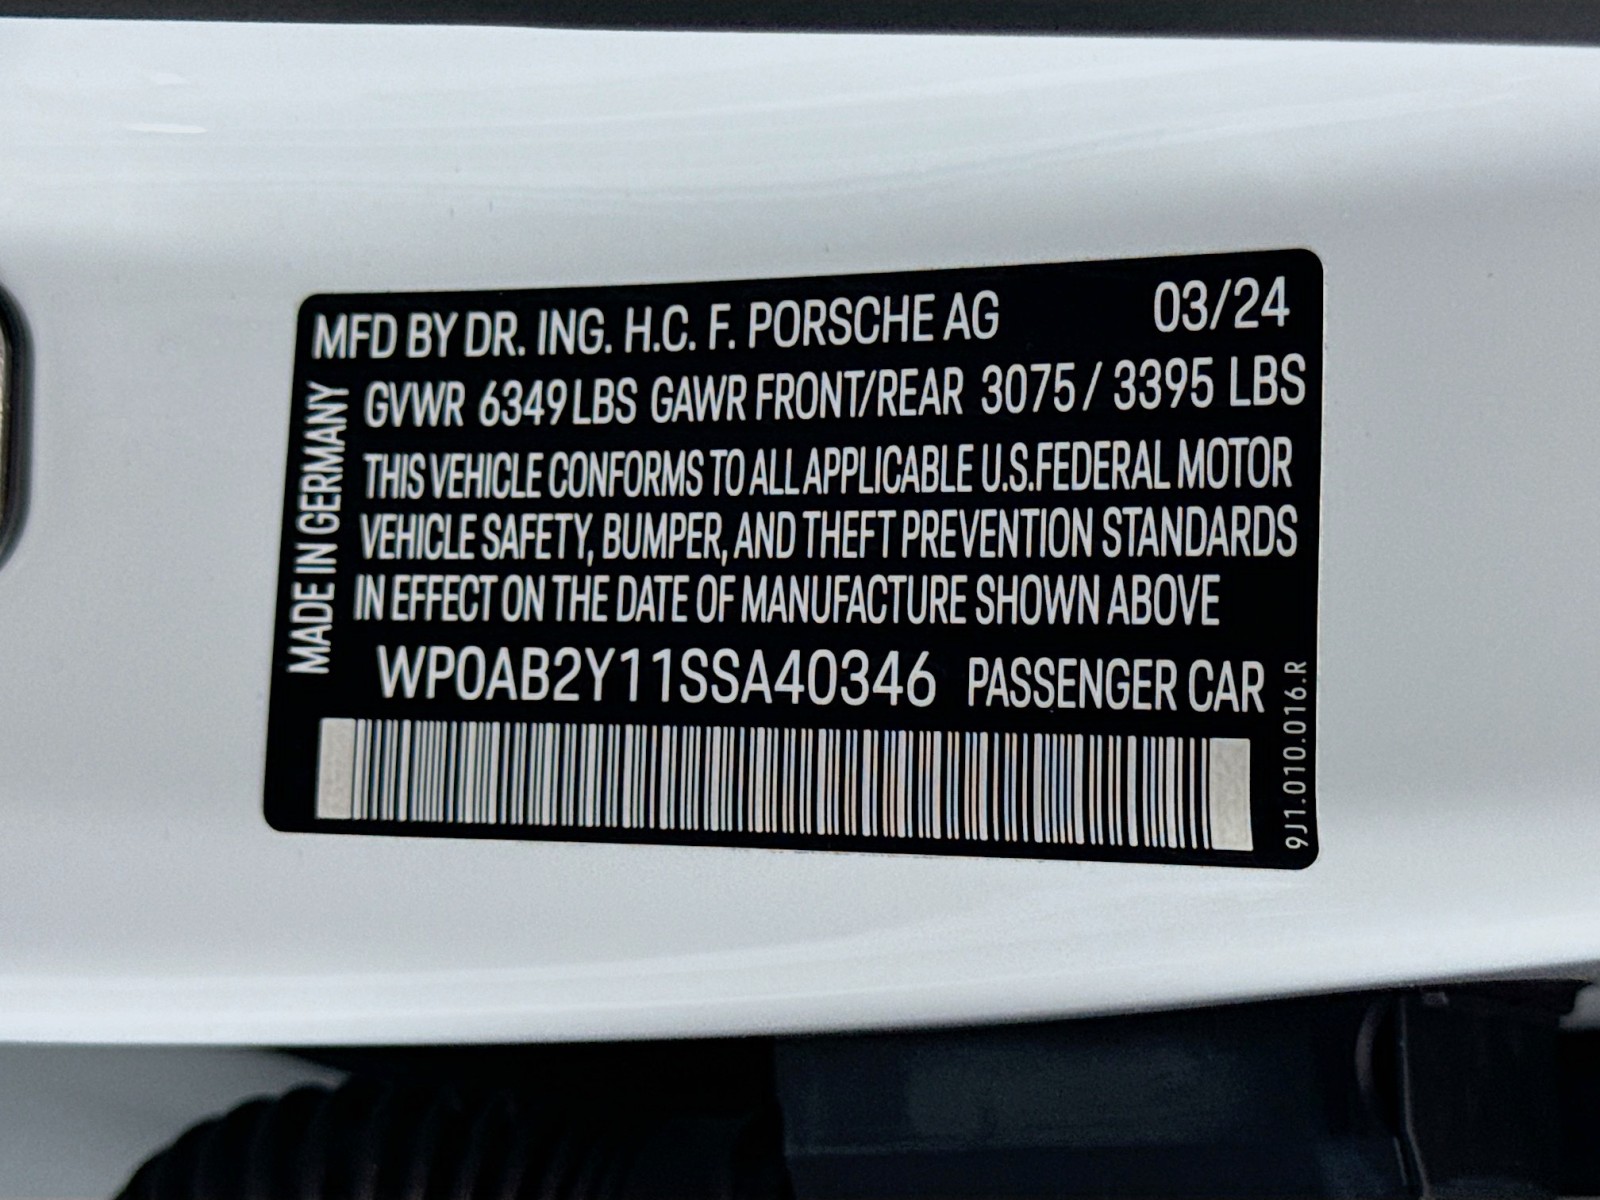 MFD BY DR. ING. H.C. F. PORSCHE AG 03/24
GVWR 6349 LBS GAWR FRONT/REAR 3075 / 3395 LBS
THIS VEHICLE CONFORMS TO ALL APPLICABLE U.S.FEDERAL MOTOR
VEHICLE SAFETY, BUMPER, AND THEFT PREVENTION STANDARDS
IN EFFECT ON THE DATE OF MANUFACTURE SHOWN ABOVE
WP0AB2Y11SSA40346 PASSENGER CAR
MADE IN GERMANY
9J1.010.016.R